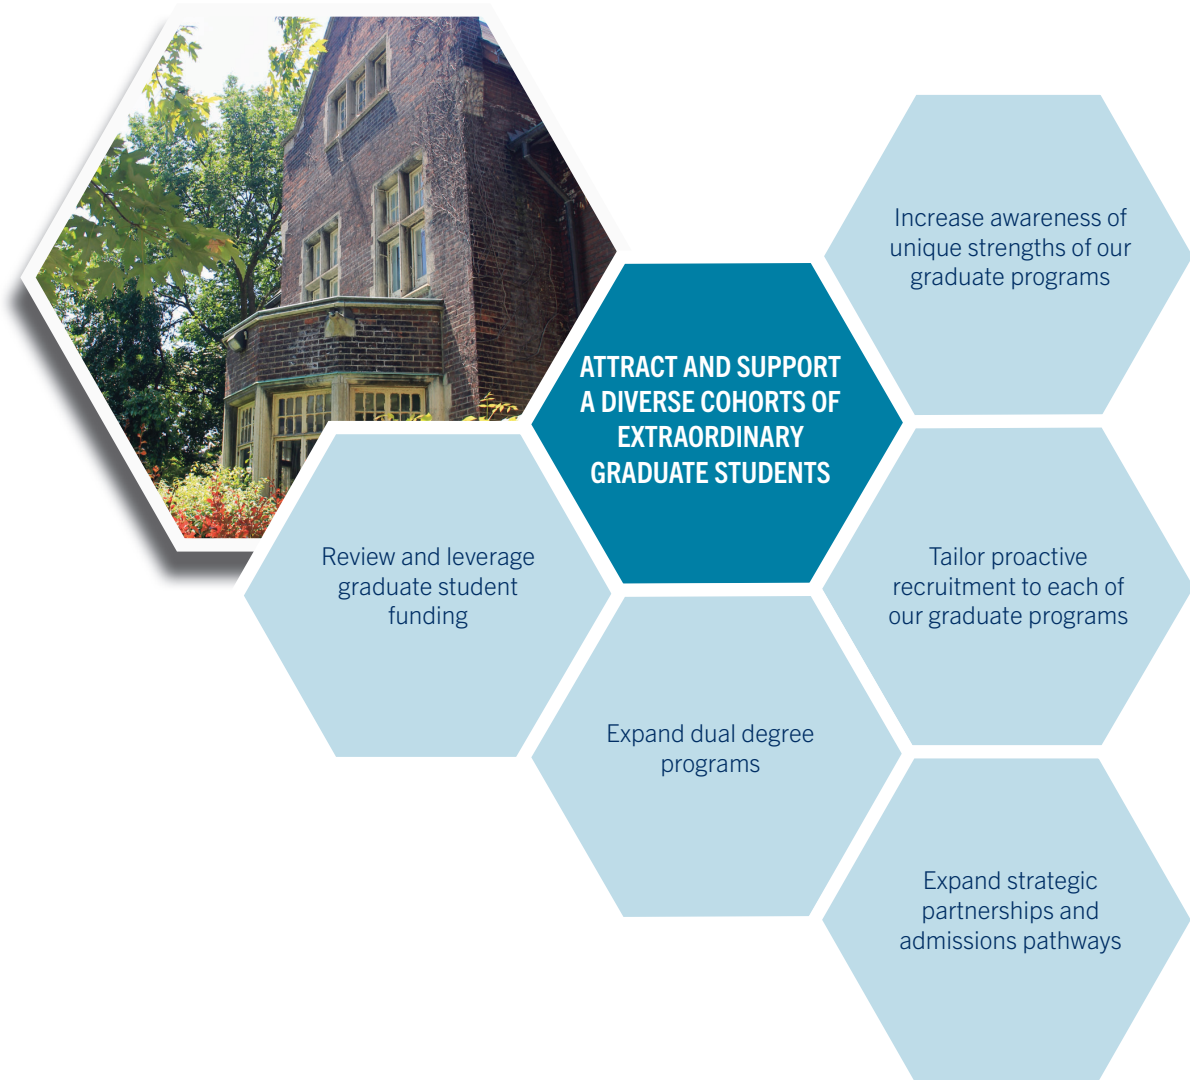 Increase awareness of
unique strengths of our
graduate programs
ATTRACT AND SUPPORT
A DIVERSE COHORTS OF
EXTRAORDINARY
GRADUATE STUDENTS
Review and leverage
graduate student
funding
Tailor proactive
recruitment to each of
our graduate programs
Expand dual degree
programs
Expand strategic
partnerships and
admissions pathways